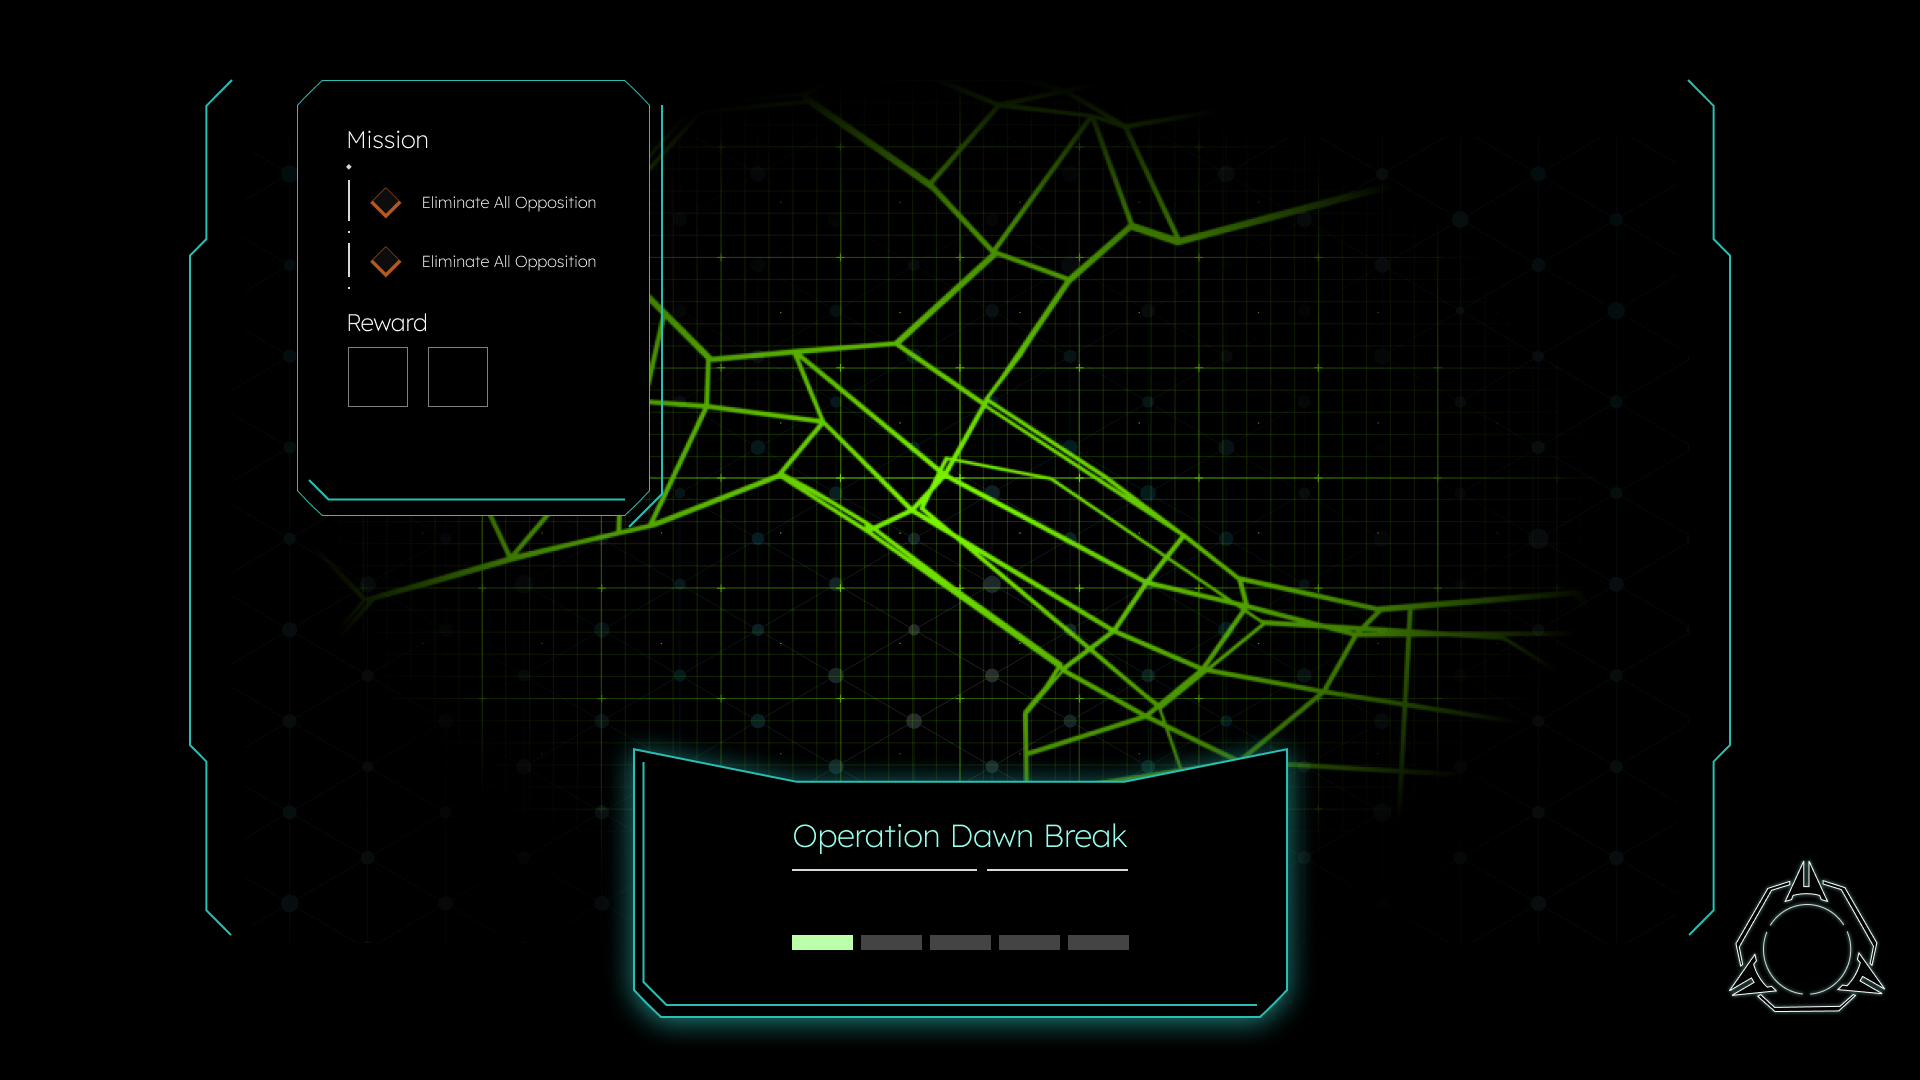 Mission
Eliminate All Opposition
Eliminate All Opposition
Reward
Operation Dawn Break